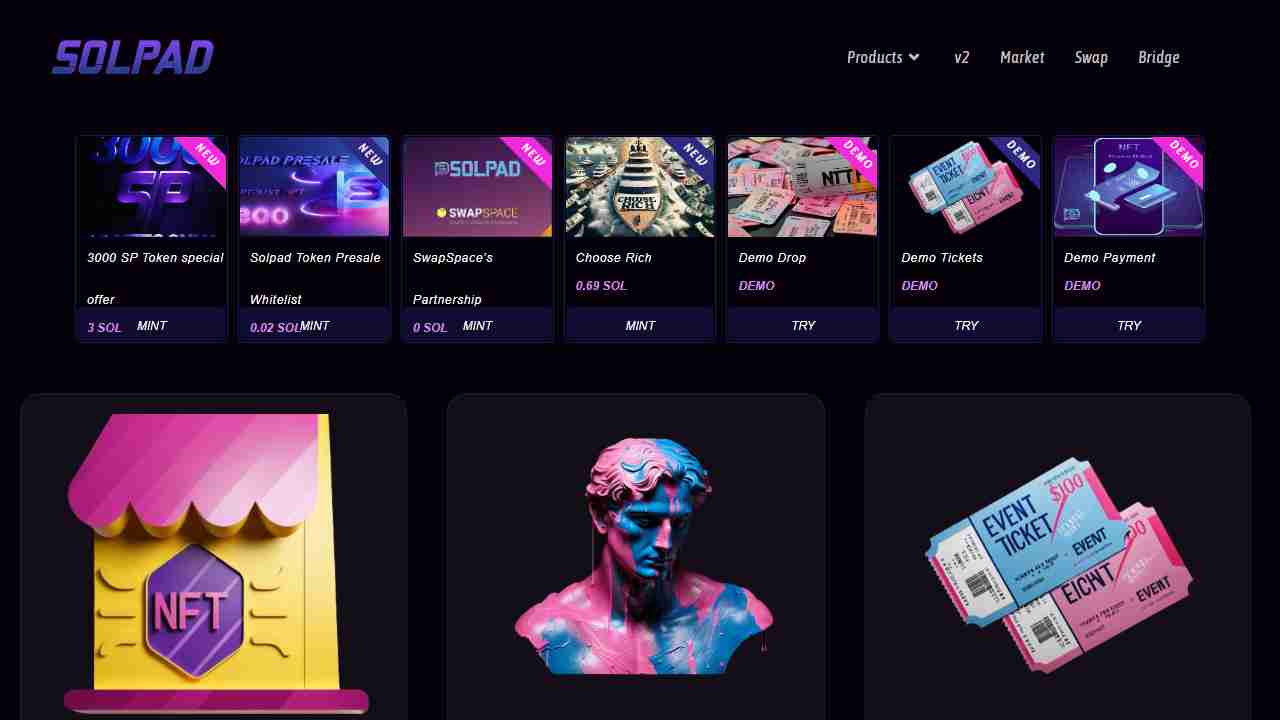 SOLPAD
Products
v2
Market
Swap
Bridge
NEW
3000 SP Token special
offer
3 SOL
MINT
NEW
Solpad Token Presale
Whitelist
0.02 SOL
MINT
NEW
SOLPAD
SWAPSPACE
SwapSpace's
Partnership
0 SOL
MINT
NEW
CHOOSE
RICH
Choose Rich
0.69 SOL
MINT
DEMO
Demo Drop
DEMO
TRY
DEMO
EVENT
TICKET
Demo Tickets
DEMO
TRY
DEMO
NFT
Demo Payment
DEMO
TRY
NFT
$100
EVENT
TICKET
EVENT
EICNT
EVENT